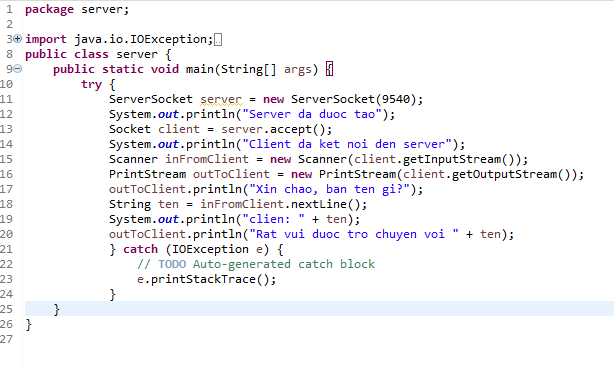 1 package server;
2
3 import java.io.IOException;
8 public class server {
9 public static void main(String[] args) {
10 try {
11 ServerSocket server = new ServerSocket(9540);
12 System.out.println("Server da duoc tao");
13 Socket client = server.accept();
14 System.out.println("Client da ket noi den server");
15 Scanner inFromClient = new Scanner(client.getInputStream());
16 PrintStream outToClient = new PrintStream(client.getOutputStream());
17 outToClient.println("Xin chao, ban ten gi?");
18 String ten = inFromClient.nextLine();
19 System.out.println("clien: " + ten);
20 outToClient.println("Rat vui duoc tro chuyen voi " + ten);
21 } catch (IOException e) {
22 // TODO Auto-generated catch block
23 e.printStackTrace();
24 }
25 }
26 }
27